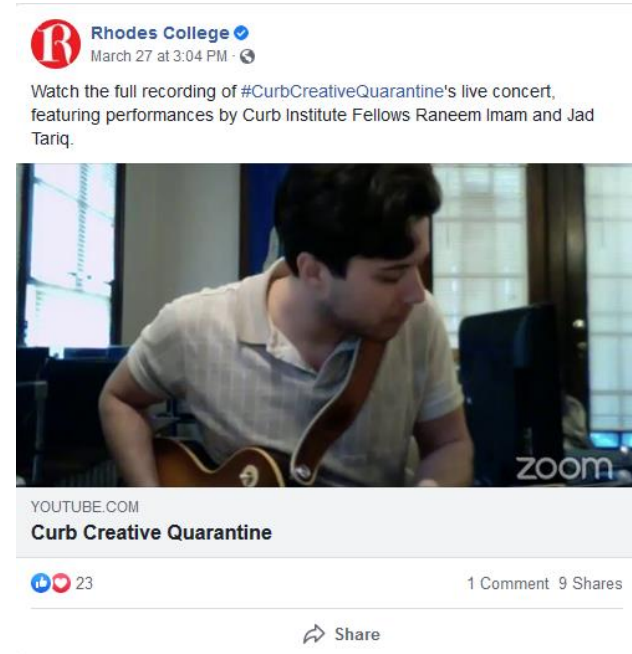 R
Rhodes College
March 27 at 3:04 PM ·
Watch the full recording of #CurbCreativeQuarantine's live concert,
featuring performances by Curb Institute Fellows Raneem Imam and Jad
Tariq.
zoom
YOUTUBE.COM
Curb Creative Quarantine
23
1 Comment 9 Shares
Share